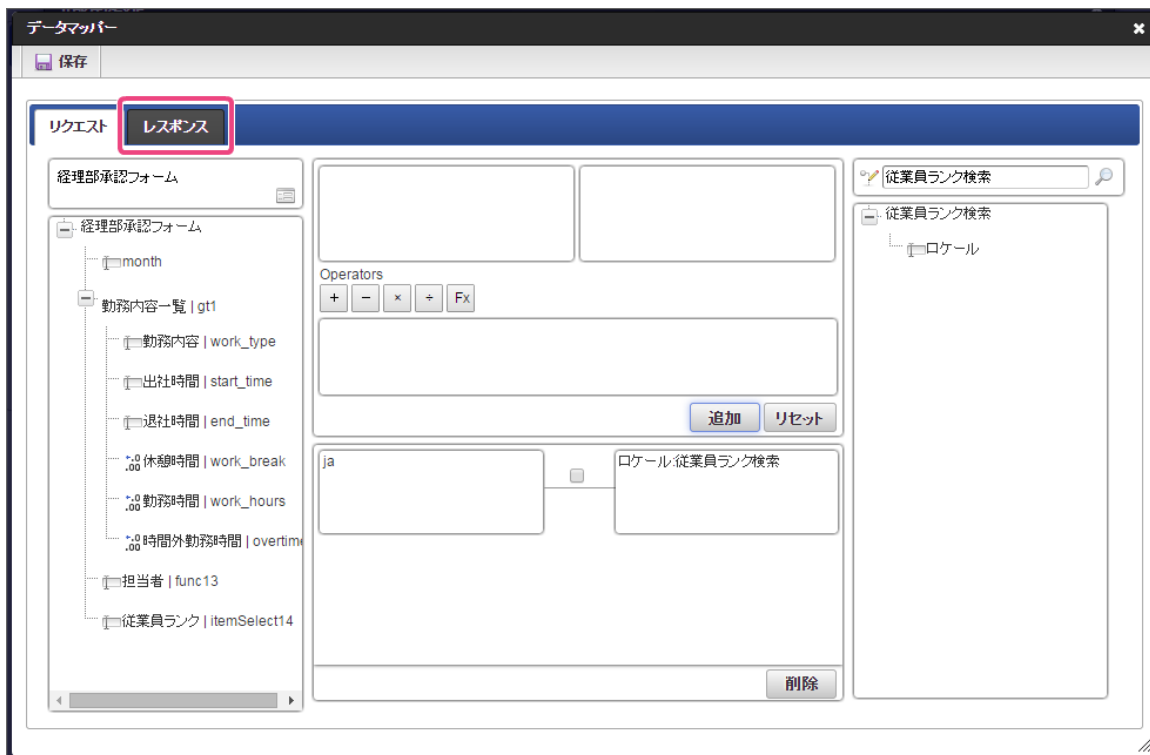 データマッパー
保存
リクエスト
レスポンス
経理部承認フォーム
経理部承認フォーム
month
勤務内容一覧 | gt1
勤務内容 | work_type
出社時間 | start_time
退社時間 | end_time
休憩時間 | work_break
勤務時間 | work_hours
時間外勤務時間 | overtime
担当者 | func13
従業員ランク | itemSelect14
Operators
+ − × ÷ Fx
追加 リセット
ja
ロケール:従業員ランク検索
削除
従業員ランク検索
従業員ランク検索
ロケール